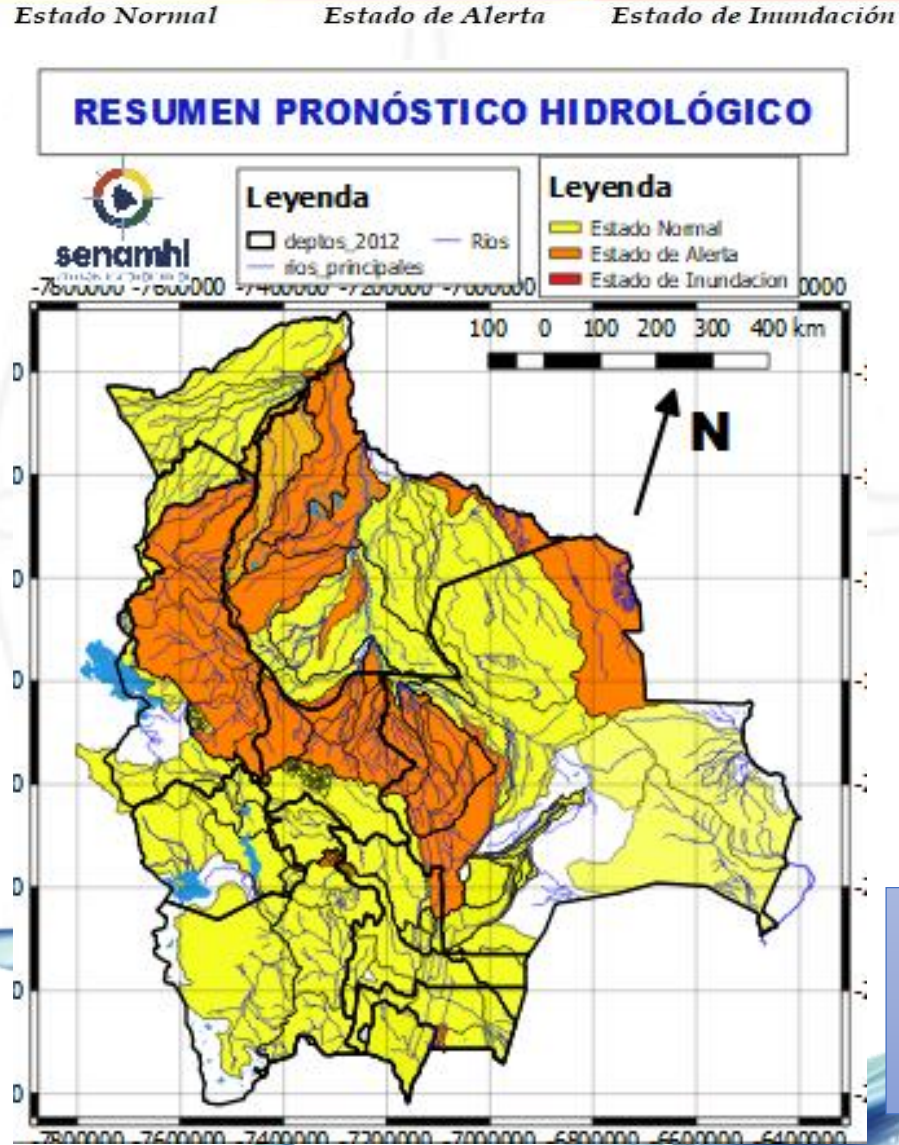 Estado Normal Estado de Alerta Estado de Inundación
RESUMEN PRONÓSTICO HIDROLÓGICO
senamhi
Leyenda
deptos_2012 Rios
rios_principales
Leyenda
Estado Normal
Estado de Alerta
Estado de Inundacion
-7800000 -7600000 -7400000 -7200000 -7000000 0000
100 0 100 200 300 400 km
N
-7800000 -7600000 -7400000 -7200000 -7000000 -6800000 -6600000 -6400000